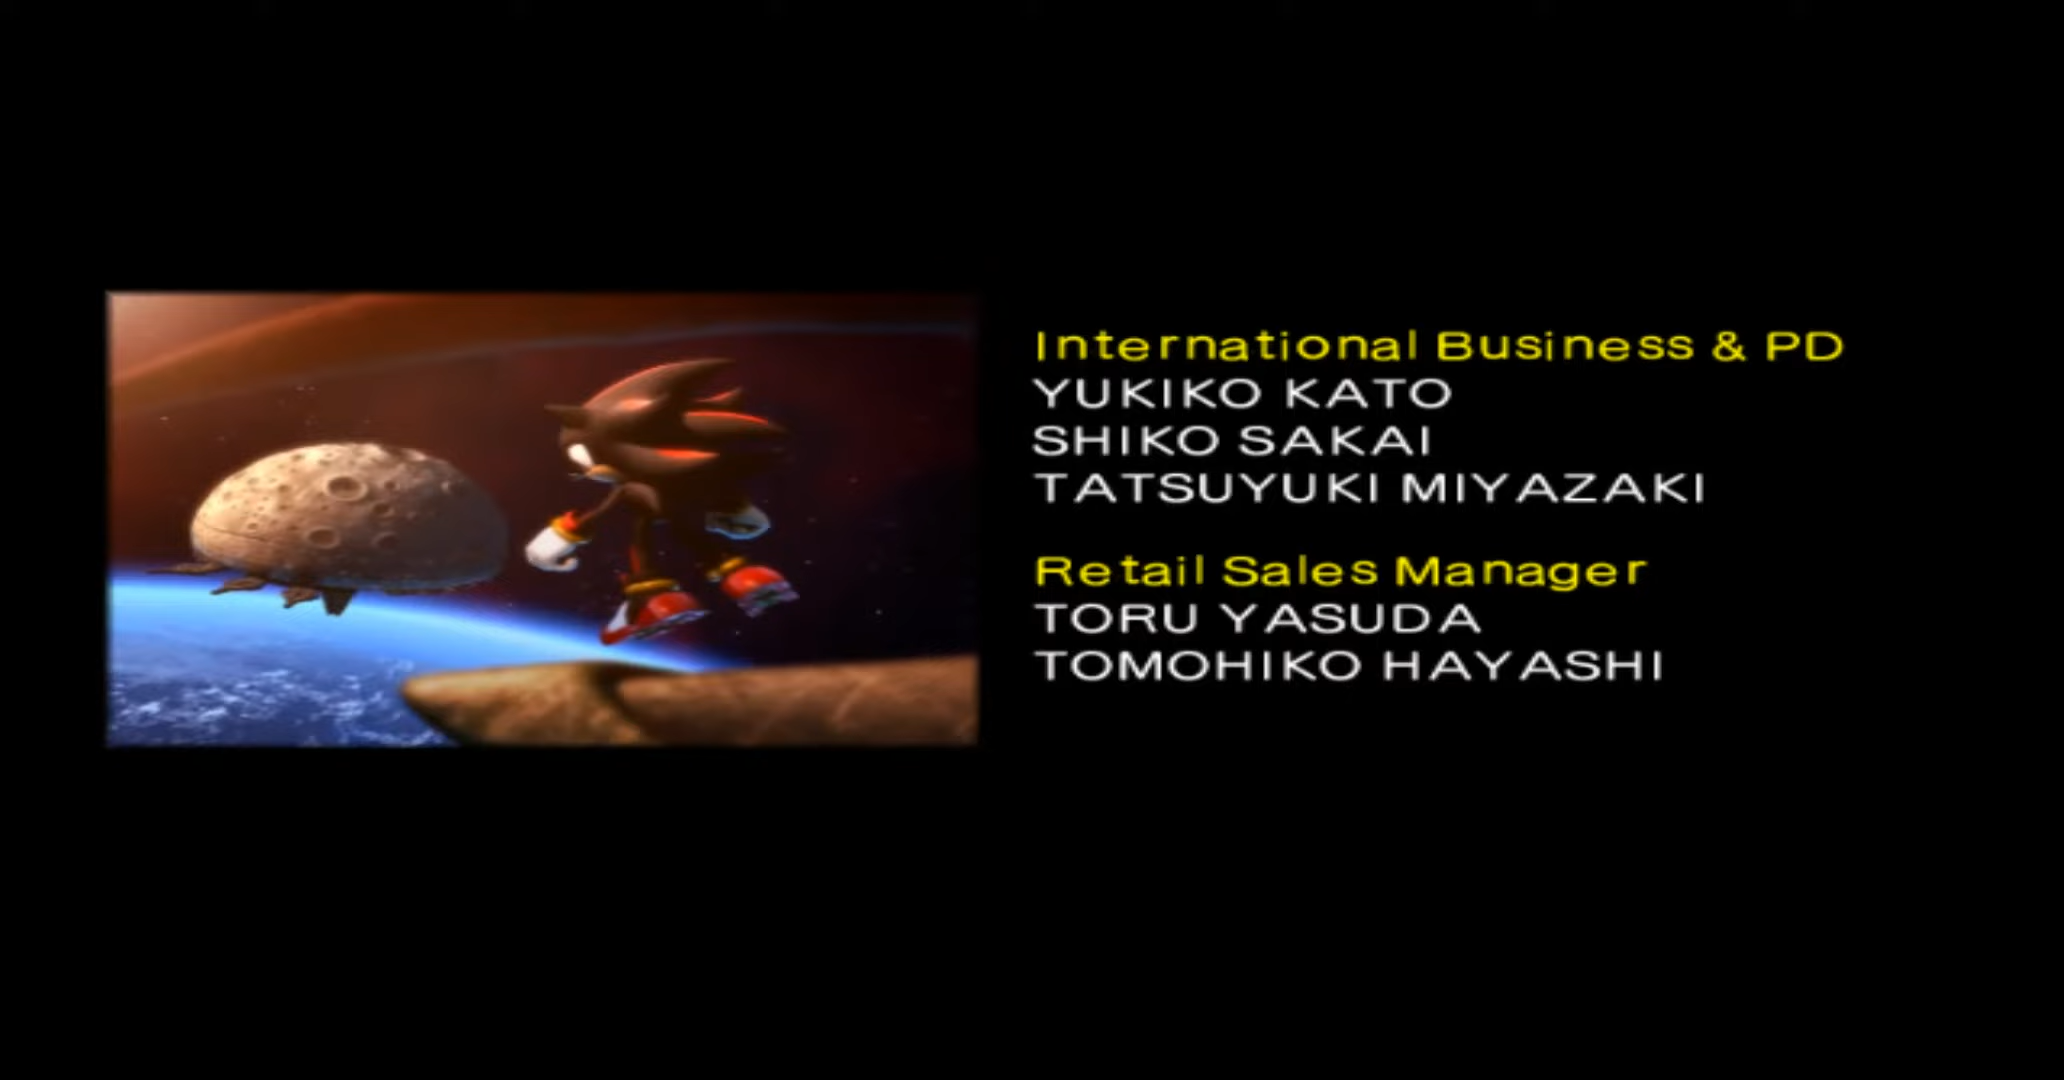 International Business & PD
YUKIKO KATO
SHIKO SAKAI
TATSUYUKI MIYAZAKI
Retail Sales Manager
TORU YASUDA
TOMOHIKO HAYASHI